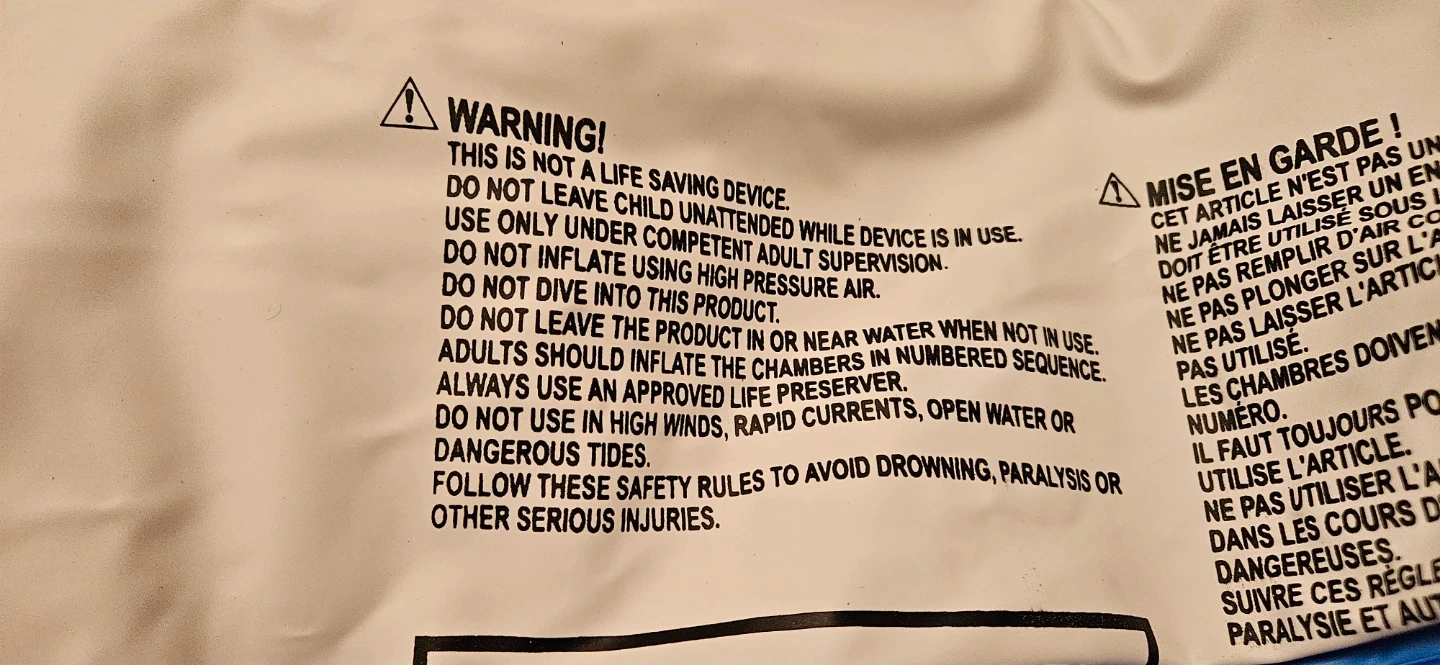 WARNING!
THIS IS NOT A LIFE SAVING DEVICE.
DO NOT LEAVE CHILD UNATTENDED WHILE DEVICE IS IN USE.
USE ONLY UNDER COMPETENT ADULT SUPERVISION.
DO NOT INFLATE USING HIGH PRESSURE AIR.
DO NOT DIVE INTO THIS PRODUCT.
DO NOT LEAVE THE PRODUCT IN OR NEAR WATER WHEN NOT IN USE.
ADULTS SHOULD INFLATE THE CHAMBERS IN NUMBERED SEQUENCE.
ALWAYS USE AN APPROVED LIFE PRESERVER.
DO NOT USE IN HIGH WINDS, RAPID CURRENTS, OPEN WATER OR
DANGEROUS TIDES.
FOLLOW THESE SAFETY RULES TO AVOID DROWNING, PARALYSIS OR
OTHER SERIOUS INJURIES.
MISE EN GARDE !
CET ARTICLE N'EST PAS UN
NE JAMAIS LAISSER UN
DOIT ÊTRE UTILISÉ SOUS
NE PAS REMPLIR D'AIR
NE PAS PLONGER SUR
NE PAS LAISSER
PAS UTILISÉ.
LES CHAMBRES
NUMÉRO.
IL FAUT TOUJOURS
UTILISE L'ARTICLE.
NE PAS UTILISER
DANS LES COURS
DANGEREUSES.
SUIVRE CES
PARALYSIE ET